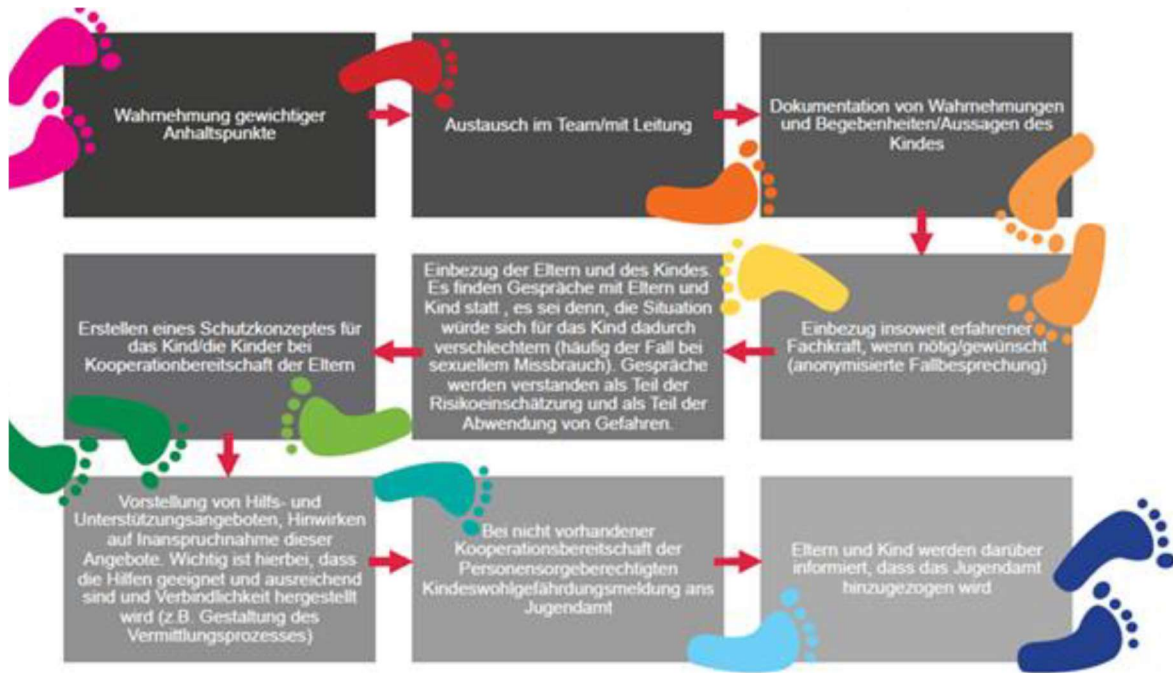 Wahrnehmung gewichtiger
Anhaltspunkte
Austausch im Team/mit Leitung
Dokumentation von Wahrnehmungen
und Begebenheiten/Aussagen des
Kindes
Einbezug insoweit erfahrener
Fachkraft, wenn nötig/gewünscht
(anonymisierte Fallbesprechung)
Einbezug der Eltern und des Kindes.
Es finden Gespräche mit Eltern und
Kind statt , es sei denn, die Situation
würde sich für das Kind dadurch
verschlechtern (häufig der Fall bei
sexuellem Missbrauch). Gespräche
werden verstanden als Teil der
Risikoeinschätzung und als Teil der
Abwendung von Gefahren.
Erstellen eines Schutzkonzeptes für
das Kind/die Kinder bei
Kooperationbereitschaft der Eltern
Vorstellung von Hilfs- und
Unterstützungsangeboten, Hinwirken
auf Inanspruchnahme dieser
Angebote. Wichtig ist hierbei, dass
die Hilfen geeignet und ausreichend
sind und Verbindlichkeit hergestellt
wird (z.B. Gestaltung des
Vermittlungsprozesses)
Bei nicht vorhandener
Kooperationsbereitschaft der
Personensorgeberechtigten
Kindeswohlgefährdungsmeldung ans
Jugendamt
Eltern und Kind werden darüber
informiert, dass das Jugendamt
hinzugezogen wird